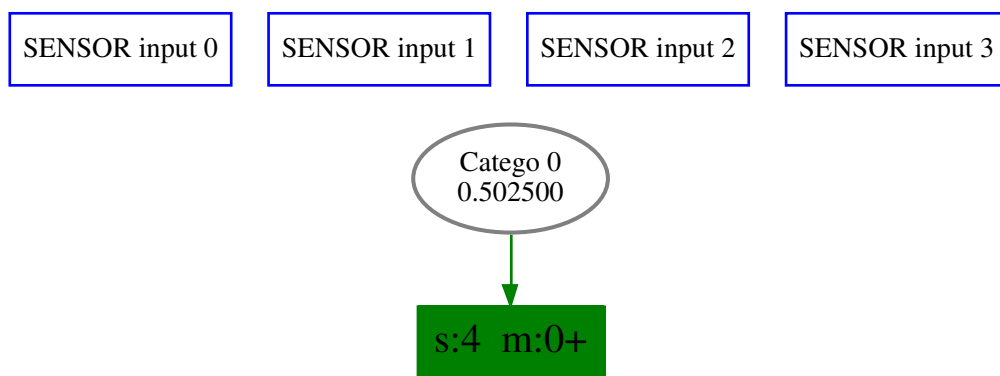 SENSOR input 0
SENSOR input 1
SENSOR input 2
SENSOR input 3
Catego 0
0.502500
s:4 m:0+